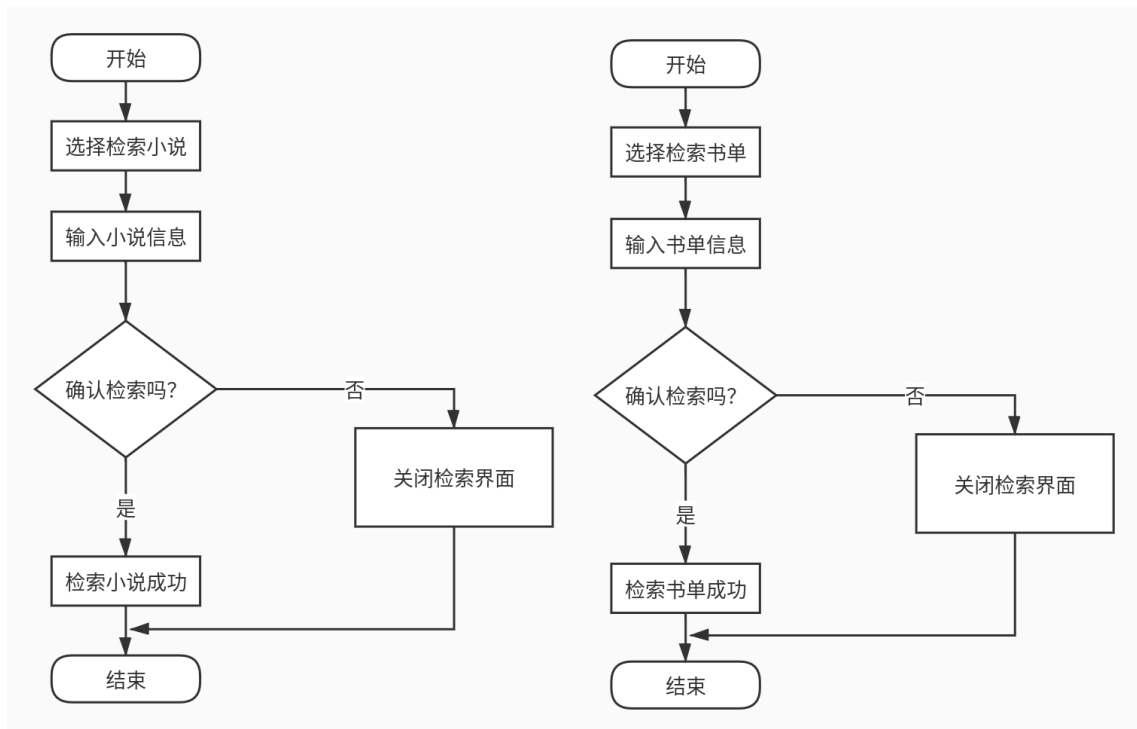 开始
选择检索小说
输入小说信息
确认检索吗？
否
关闭检索界面
是
检索小说成功
结束
开始
选择检索书单
输入书单信息
确认检索吗？
否
关闭检索界面
是
检索书单成功
结束